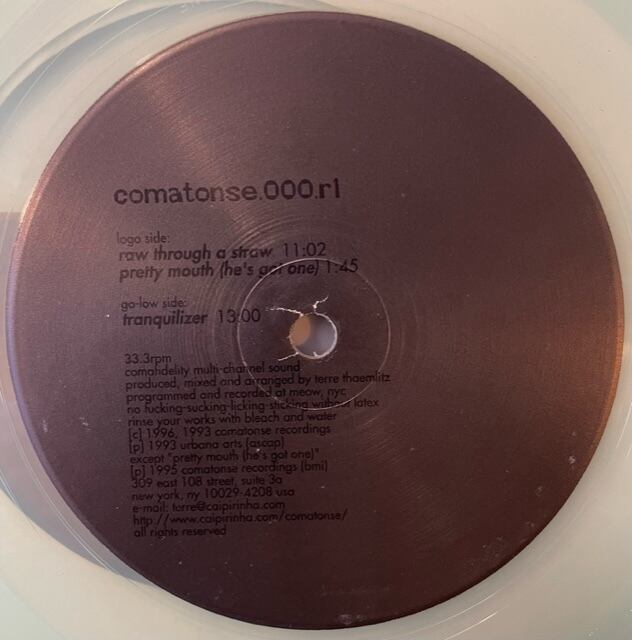 comatonse.000.r1
logo side:
raw through a straw 11:02
pretty mouth (he's got one) 1:45
go-low side:
tranquilizer 13:00
33.3rpm
comafidelity multi-channel sound
produced, mixed and arranged by terre thaemlitz
programmed and recorded at meow, nyc
no fucking-sucking-licking-sticking without latex
rinse your works with bleach and water
[c] 1996, 1993 comatonse recordings
[p] 1993 urbana arts (ascap)
except "pretty mouth (he's got one)"
[p] 1995 comatonse recordings (bmi)
309 east 108 street, suite 3a
new york, ny 10029-4208 usa
e-mail: terre@caipirinha.com
http://www.caipirinha.com/comatonse/
all rights reserved